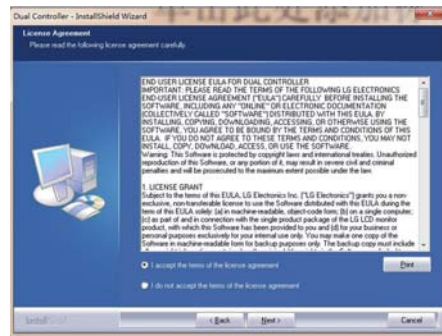 Dual Controller - InstallShield Wizard
License Agreement
Please read the following license agreement carefully.
END USER LICENSE EULA FOR DUAL CONTROLLER
IMPORTANT: PLEASE READ THE TERMS OF THE FOLLOWING LG ELECTRONICS
END-USER LICENSE AGREEMENT ("EULA") CAREFULLY BEFORE INSTALLING THE
SOFTWARE, INCLUDING ANY "ONLINE" OR ELECTRONIC DOCUMENTATION
(COLLECTIVELY CALLED "SOFTWARE") DISTRIBUTED WITH THIS EULA. BY
INSTALLING, COPYING, DOWNLOADING, ACCESSING, OR OTHERWISE USING THE
SOFTWARE, YOU AGREE TO BE BOUND BY THE TERMS AND CONDITIONS OF THIS
EULA. IF YOU DO NOT AGREE TO THESE TERMS AND CONDITIONS, YOU MAY NOT
INSTALL, COPY, DOWNLOAD, ACCESS, OR USE THE SOFTWARE.
Warning: This Software is protected by copyright laws and international treaties. Unauthorized
reproduction of this Software, or any portion of it, may result in severe civil and criminal
penalties and will be prosecuted to the maximum extent possible under the law.
1. LICENSE GRANT
Subject to the terms of this EULA, LG Electronics Inc. ("LG Electronics") grants you a non-
exclusive, non-transferable license to use the Software distributed with this EULA during the
term of this EULA solely: (a) in machine-readable, object-code form; (b) on a single computer;
(c) as part of and in connection with the single product package of the LG LCD monitor
product, with which this Software has been provided to you and (d) for your business or
personal purposes exclusively for your internal use only. You may make one copy of the
Software in machine-readable form for backup purposes only. The backup copy must include
I accept the terms of the license agreement
Print
I do not accept the terms of the license agreement
InstallShield
< Back
Next >
Cancel